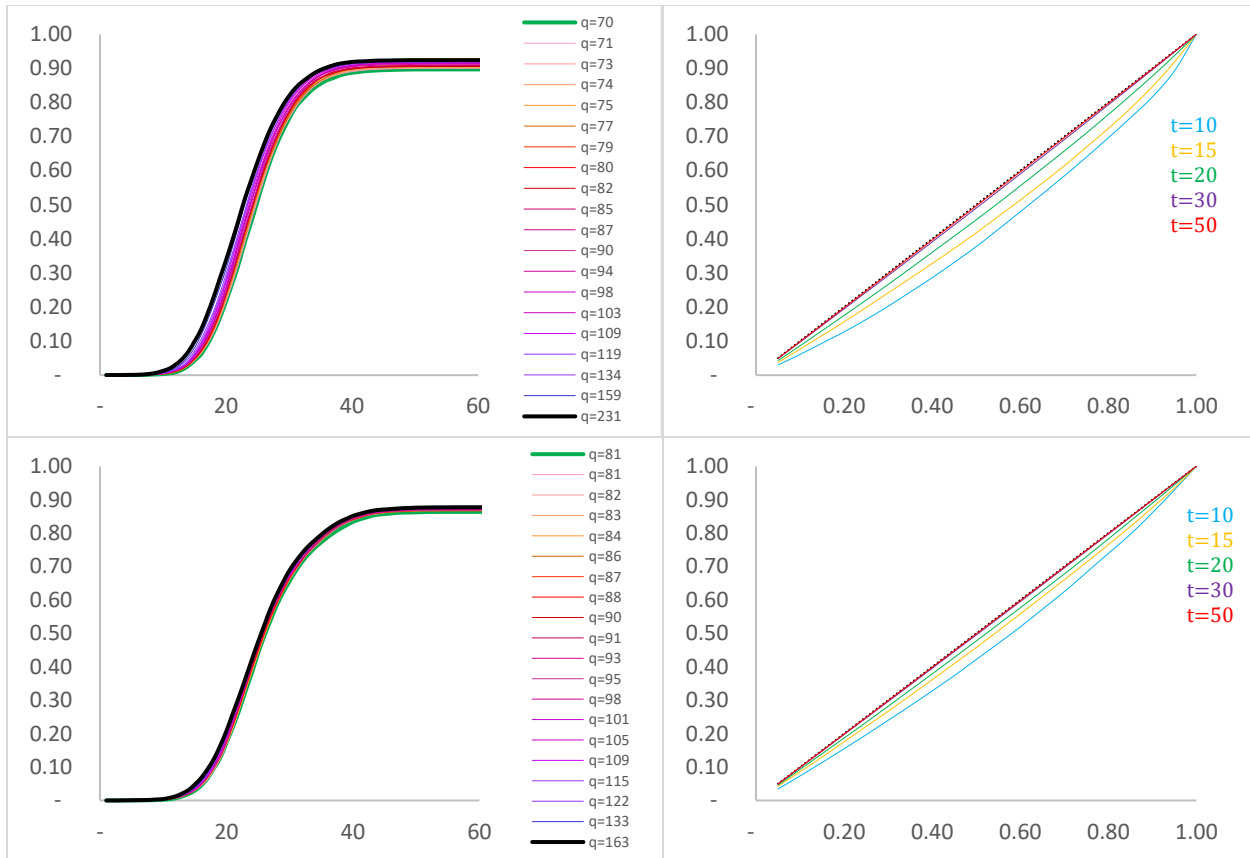 1.00
0.90
0.80
0.70
0.60
0.50
0.40
0.30
0.20
0.10
-
- 20 40 60
q=70
q=71
q=73
q=74
q=75
q=77
q=79
q=80
q=82
q=85
q=87
q=90
q=94
q=98
q=103
q=109
q=119
q=134
q=159
q=231
1.00
0.90
0.80
0.70
0.60
0.50
0.40
0.30
0.20
0.10
-
- 0.20 0.40 0.60 0.80 1.00
t=10
t=15
t=20
t=30
t=50
1.00
0.90
0.80
0.70
0.60
0.50
0.40
0.30
0.20
0.10
-
- 20 40 60
q=81
q=81
q=82
q=83
q=84
q=86
q=87
q=88
q=90
q=91
q=93
q=95
q=98
q=101
q=105
q=109
q=115
q=122
q=133
q=163
1.00
0.90
0.80
0.70
0.60
0.50
0.40
0.30
0.20
0.10
-
- 0.20 0.40 0.60 0.80 1.00
t=10
t=15
t=20
t=30
t=50